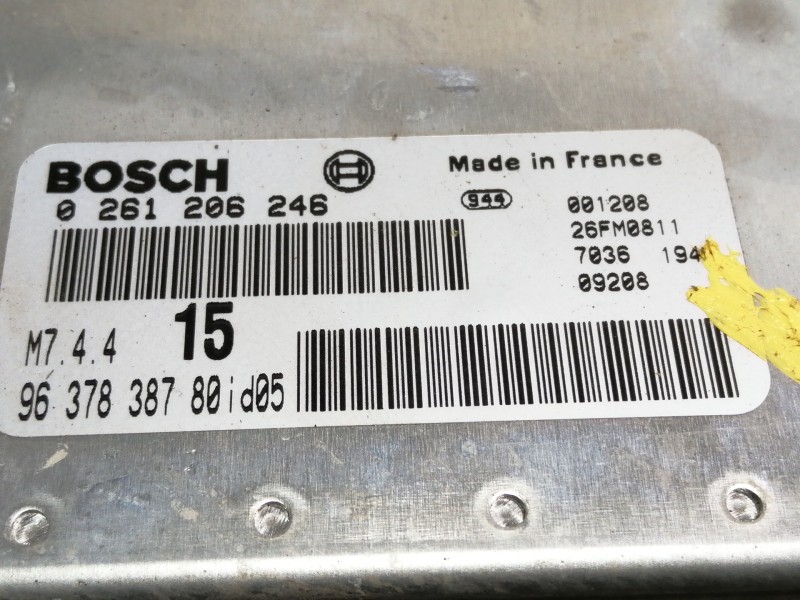 BOSCH
Made in France
0 261 206 246
944
001208
26FM0811
7036 194
09208
M7.4.4
15
96 378 387 80id05